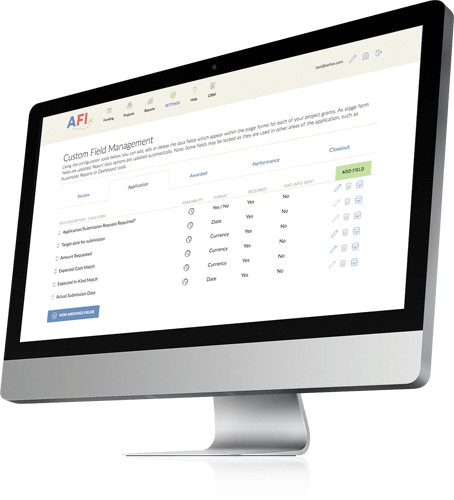 AFI
test@arlina.com
Funding
Projects
Reports
SETTINGS
Help
CRM
Custom Field Management
Using the configuration tools below, you can add, edit or delete the data fields which appear within the stage forms for each of your project grants. As stage form
fields are updated, Report data options are updated automatically. Note: Some fields may be locked as they are used in other areas of the application, such as
Automated Reports or Dashboard tools.
Review
Application
Awarded
Performance
Closeout
ADD FIELD
FIELD DESCRIPTION
AVAILABILITY
FORMAT
REQUIRED?
ADD. INFO. BOX?
Application/Submission Request Required?
Yes / No
Yes
No
Target date for submission
Date
Yes
No
Amount Requested
Currency
Yes
No
Expected Cash Match
Currency
Yes
No
Expected In-Kind Match
Currency
Yes
No
Actual Submission Date
Date
Yes
No
VIEW ARCHIVED FIELDS